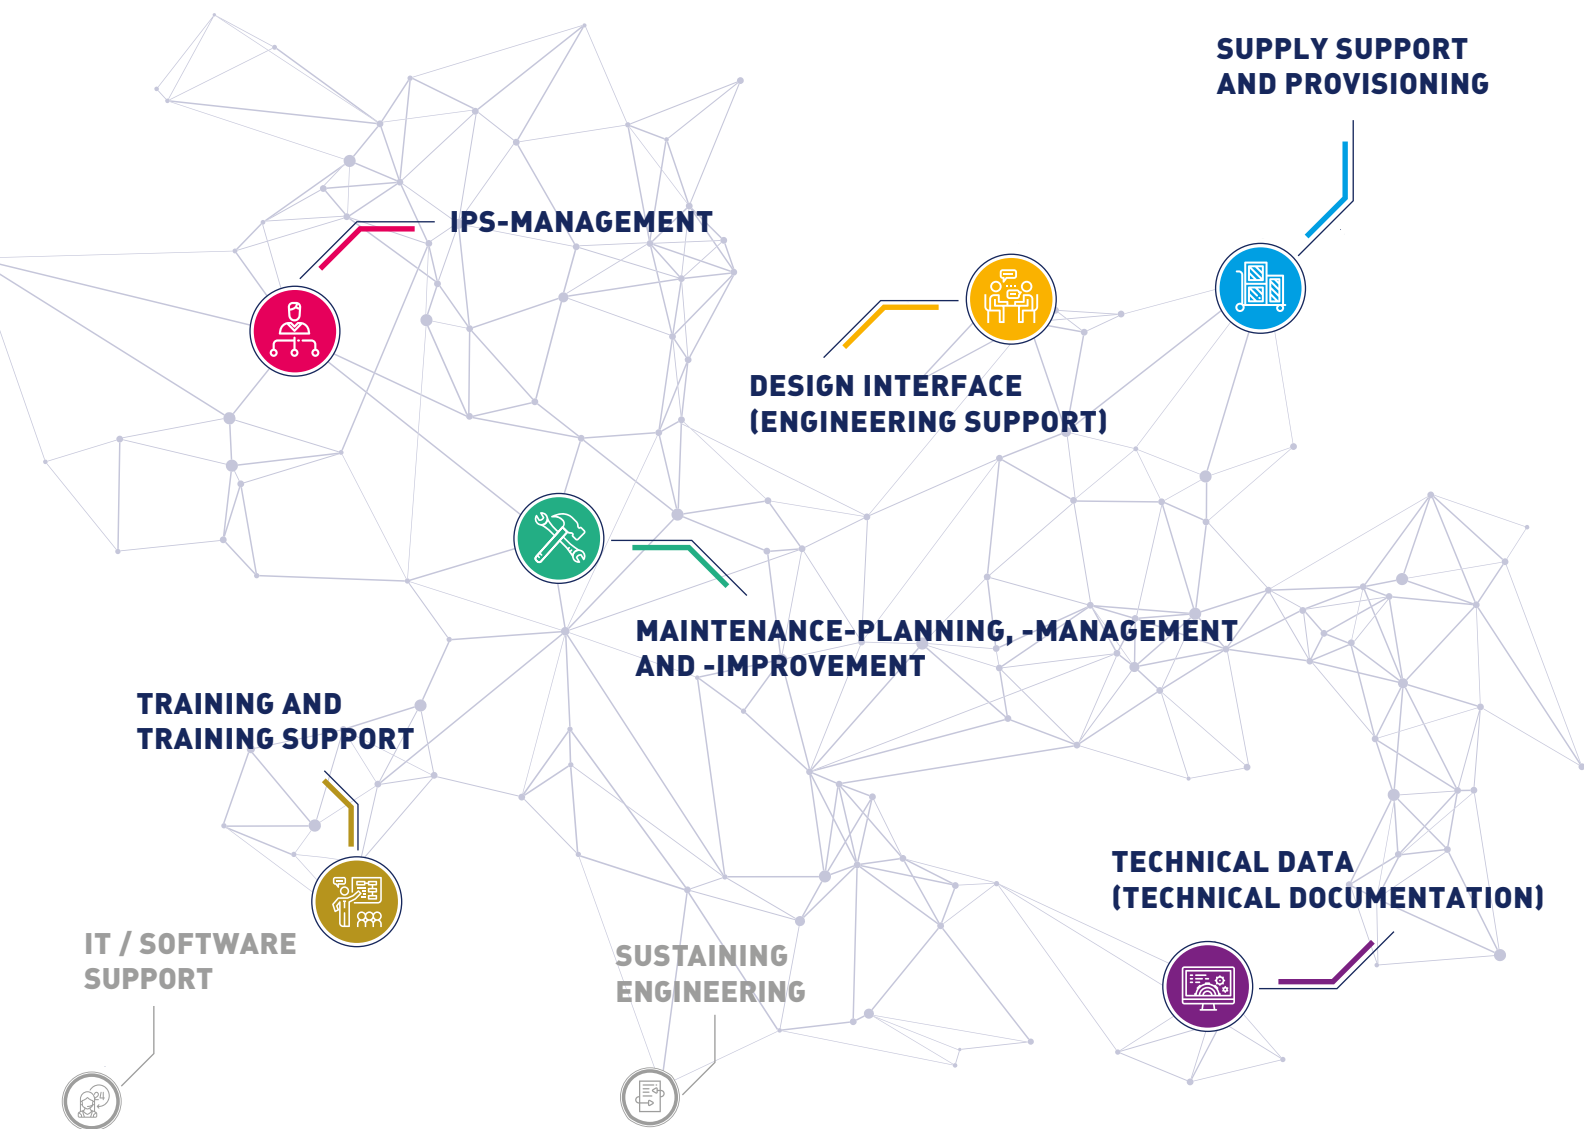 SUPPLY SUPPORT
AND PROVISIONING
IPS-MANAGEMENT
DESIGN INTERFACE
(ENGINEERING SUPPORT)
MAINTENANCE-PLANNING, -MANAGEMENT
AND -IMPROVEMENT
TRAINING AND
TRAINING SUPPORT
TECHNICAL DATA
(TECHNICAL DOCUMENTATION)
IT / SOFTWARE
SUPPORT
SUSTAINING
ENGINEERING
24